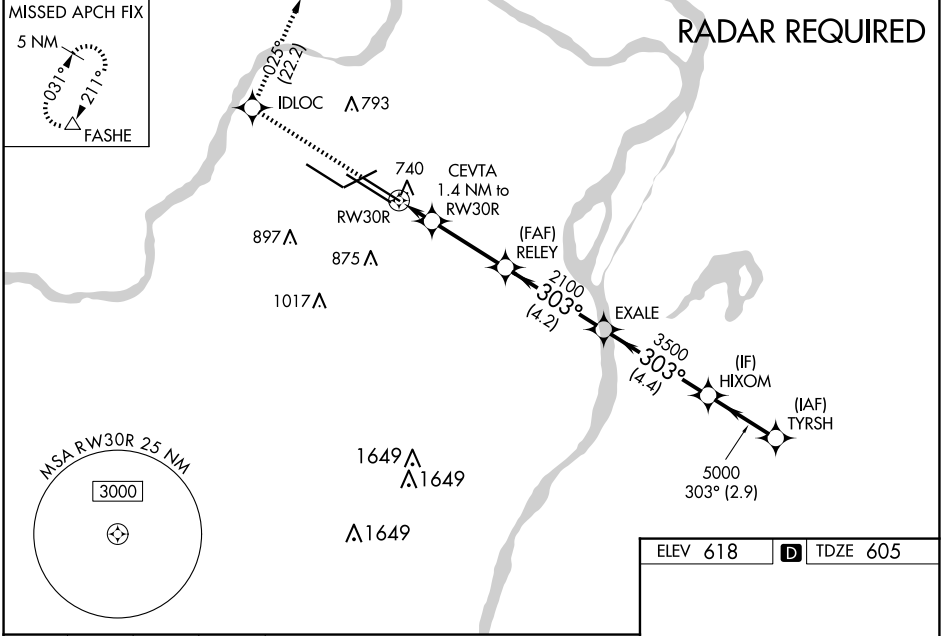 MISSED APCH FIX
5 NM
031°
211°
FASHE
RADAR REQUIRED
025°
(22.2)
IDLOC
793
740
CEVTA
1.4 NM to
RW30R
RW30R
897
875
1017
(FAF)
RELEY
2100
303°
(4.2)
EXALE
3500
303°
(4.4)
(IF)
HIXOM
(IAF)
TYRSH
5000
303° (2.9)
1649
1649
1649
MSA RW30R 25 NM
3000
ELEV 618 D TDZE 605